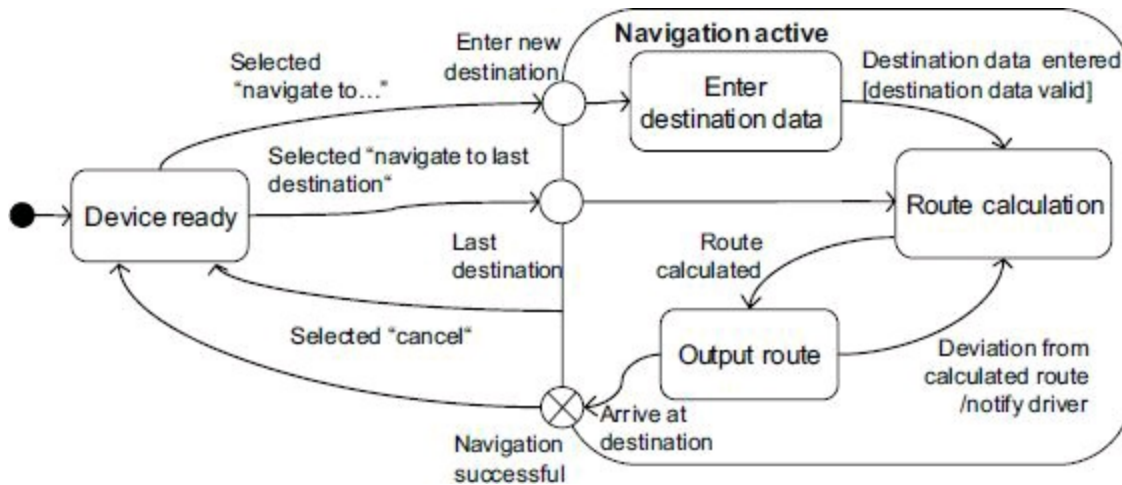 Navigation active
Enter new
destination
Selected
“navigate to…”
Enter
destination data
Destination data entered
[destination data valid]
Selected “navigate to last
destination“
Device ready
Route calculation
Last
destination
Route
calculated
Selected “cancel“
Output route
Deviation from
calculated route
/notify driver
Arrive at
destination
Navigation
successful